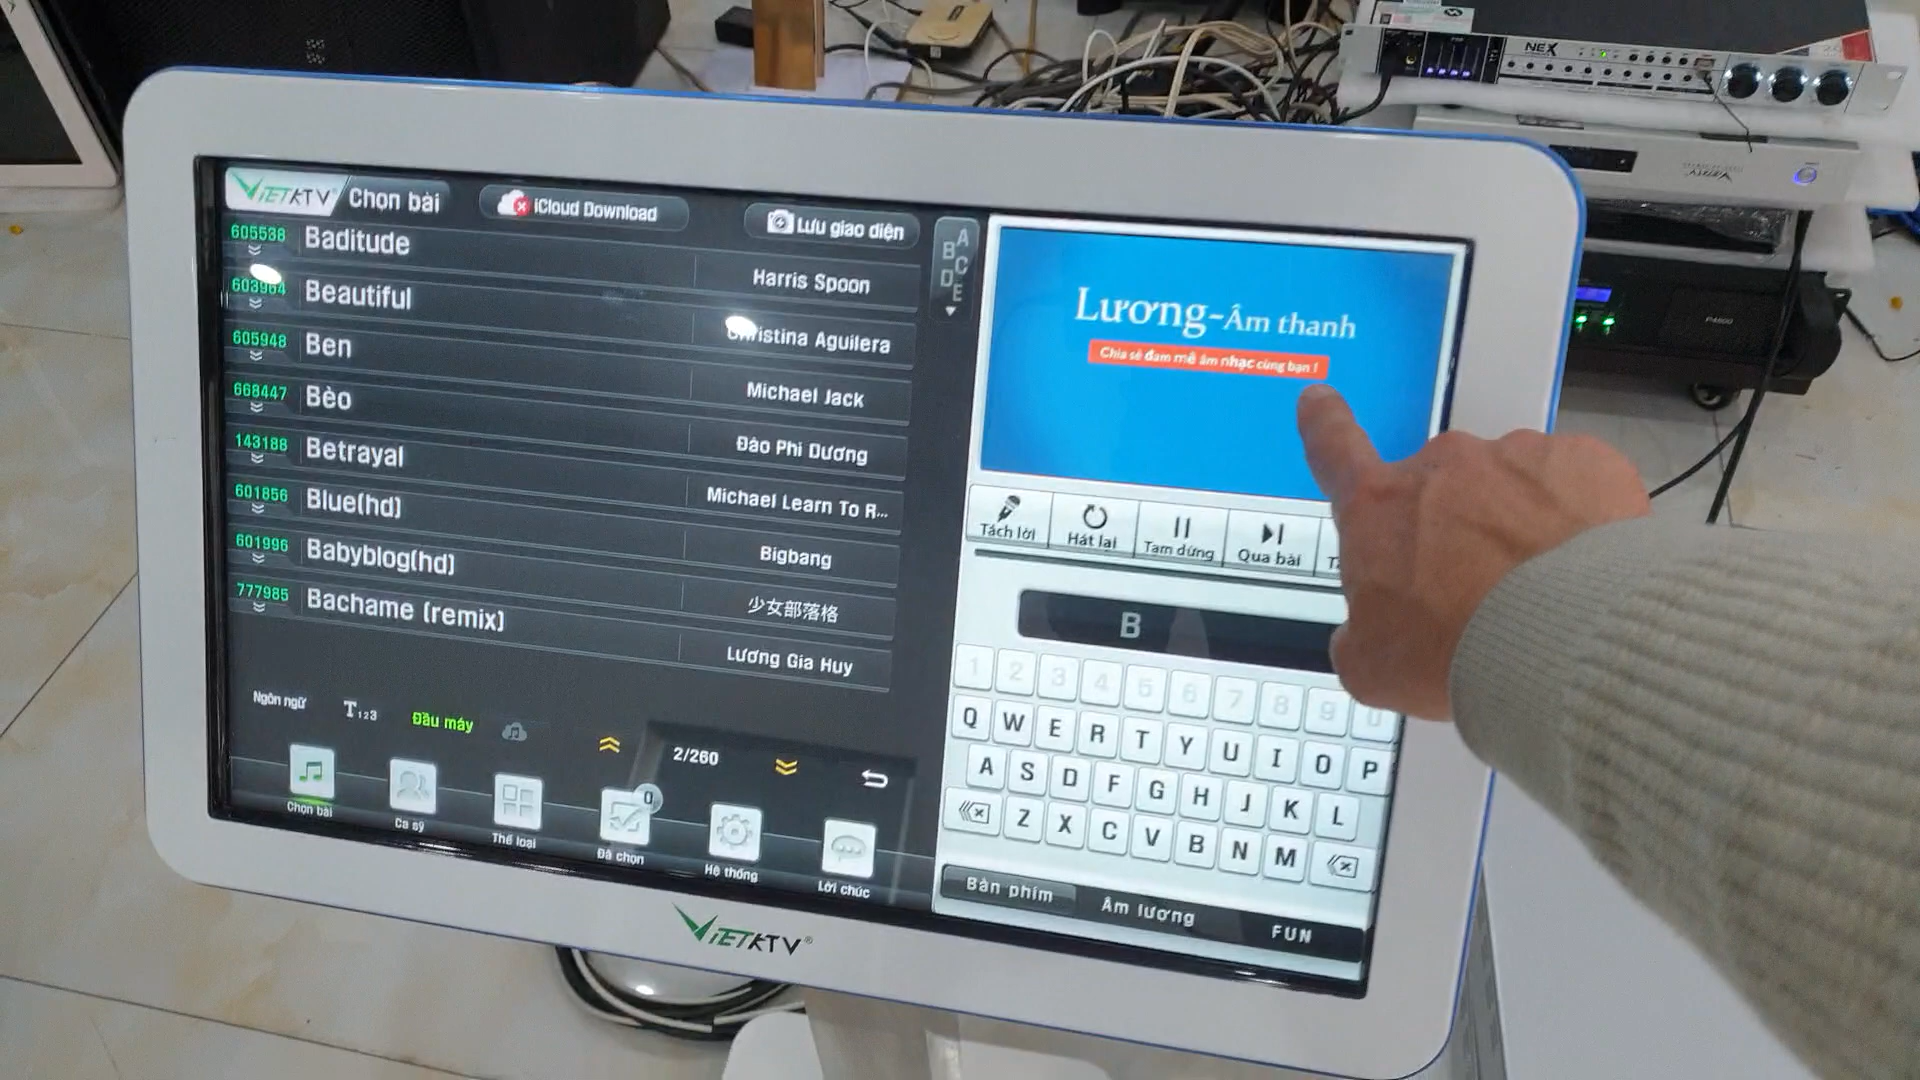 VIETKTV®
Chọn bài
iCloud Download
Lưu giao diện
605538
Baditude
Harris Spoon
603964
Beautiful
Christina Aguilera
605948
Ben
Michael Jack
668447
Bèo
Đào Phi Dương
143188
Betrayal
Michael Learn To R...
601856
Blue(hd)
Bigbang
601996
Babyblog(hd)
少女部落格
777985
Bachame (remix)
Lương Gia Huy
Ngôn ngữ
T123
Đầu máy
2/260
Chọn bài
Ca sỹ
Thể loại
0
Đã chọn
Hệ thống
Lời chúc
A
B
C
D
E
Lương-Âm thanh
Chia sẻ đam mê âm nhạc cùng bạn !
Tách lời
Hát lại
Tạm dừng
Qua bài
B
1 2 3 4 5 6 7 8 9 0
Q W E R T Y U I O P
A S D F G H J K L
Z X C V B N M
Bàn phím
Âm lượng
FUN
VIETKTV®
NEX